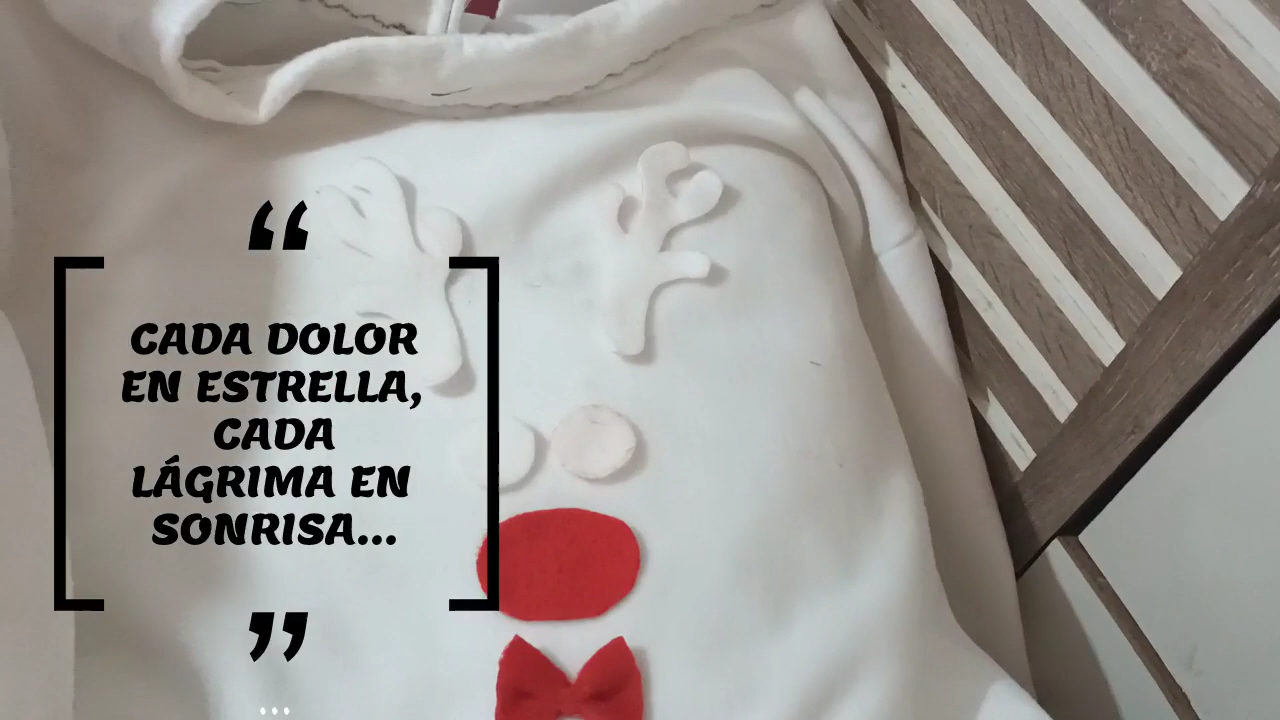 “
CADA DOLOR
EN ESTRELLA,
CADA
LÁGRIMA EN
SONRISA...
”
...